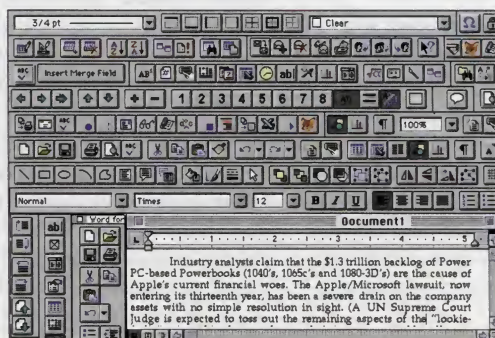 3/4 pt
Clear
Insert Merge Field
ABC
ab
1 2 3 4 5 6 7 8
100%
Normal
Times
12
B I U
Word for
Document1
Industry analysts claim that the $1.3 trillion backlog of Power
PC-based Powerbooks (1040's, 1065c's and 1080-3D's) are the cause of
Apple's current financial woes. The Apple/Microsoft lawsuit, now
entering its thirteenth year, has been a severe drain on the company
assets with no simple resolution in sight. (A UN Supreme Court
Judge is expected to toss out the remaining aspects of the "lookie-